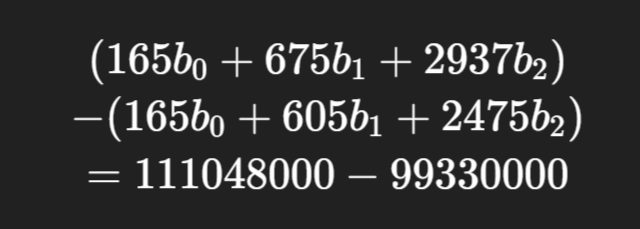 (165b₀ + 675b₁ + 2937b₂)
−(165b₀ + 605b₁ + 2475b₂)
= 111048000 − 99330000